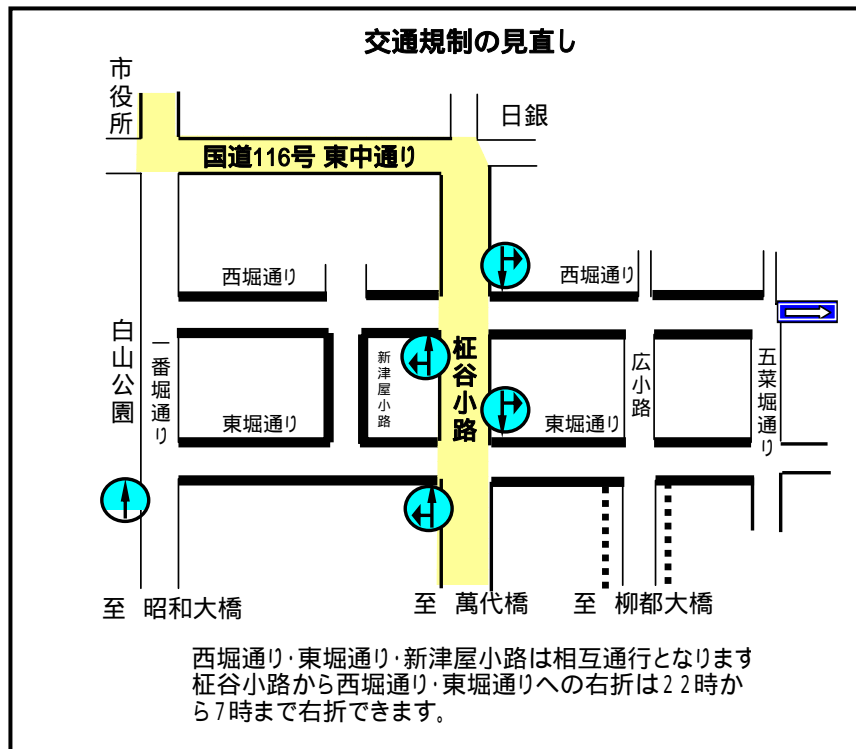 交通規制の見直し
市役所
日銀
国道116号 東中通り
西堀通り
西堀通り
白山公園
一番堀通り
新津屋小路
柾谷小路
広小路
五菜堀通り
東堀通り
東堀通り
至 昭和大橋
至 萬代橋
至 柳都大橋
西堀通り・東堀通り・新津屋小路は相互通行となります
柾谷小路から西堀通り・東堀通りへの右折は22時か
ら7時まで右折できます。